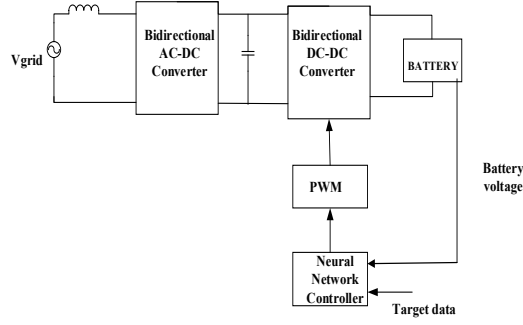 Vgrid
Bidirectional
AC-DC
Converter
Bidirectional
DC-DC
Converter
BATTERY
Battery
voltage
PWM
Neural
Network
Controller
Target data